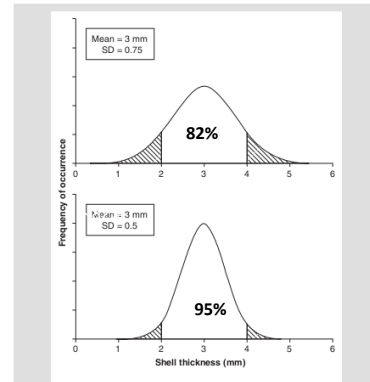 Mean = 3 mm
SD = 0.75
82%
0 1 2 3 4 5 6
Frequency of occurrence
Mean = 3 mm
SD = 0.5
95%
0 1 2 3 4 5 6
Shell thickness (mm)